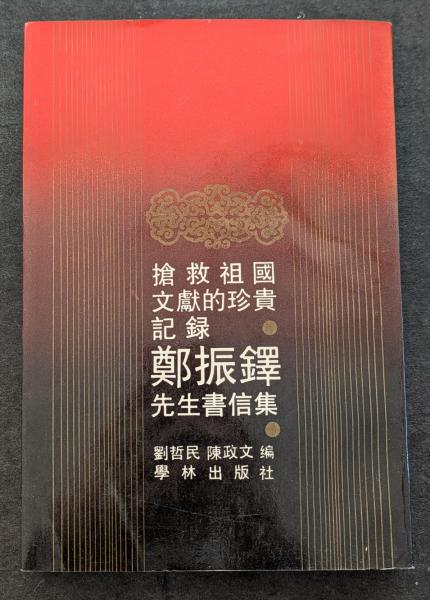 搶救祖國
文獻的珍貴
記録
鄭振鐸
先生書信集
劉哲民 陳政文 编
學林出版社